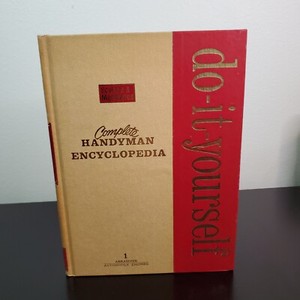 Complete
HANDYMAN
ENCYCLOPEDIA
1
do-it-yourself